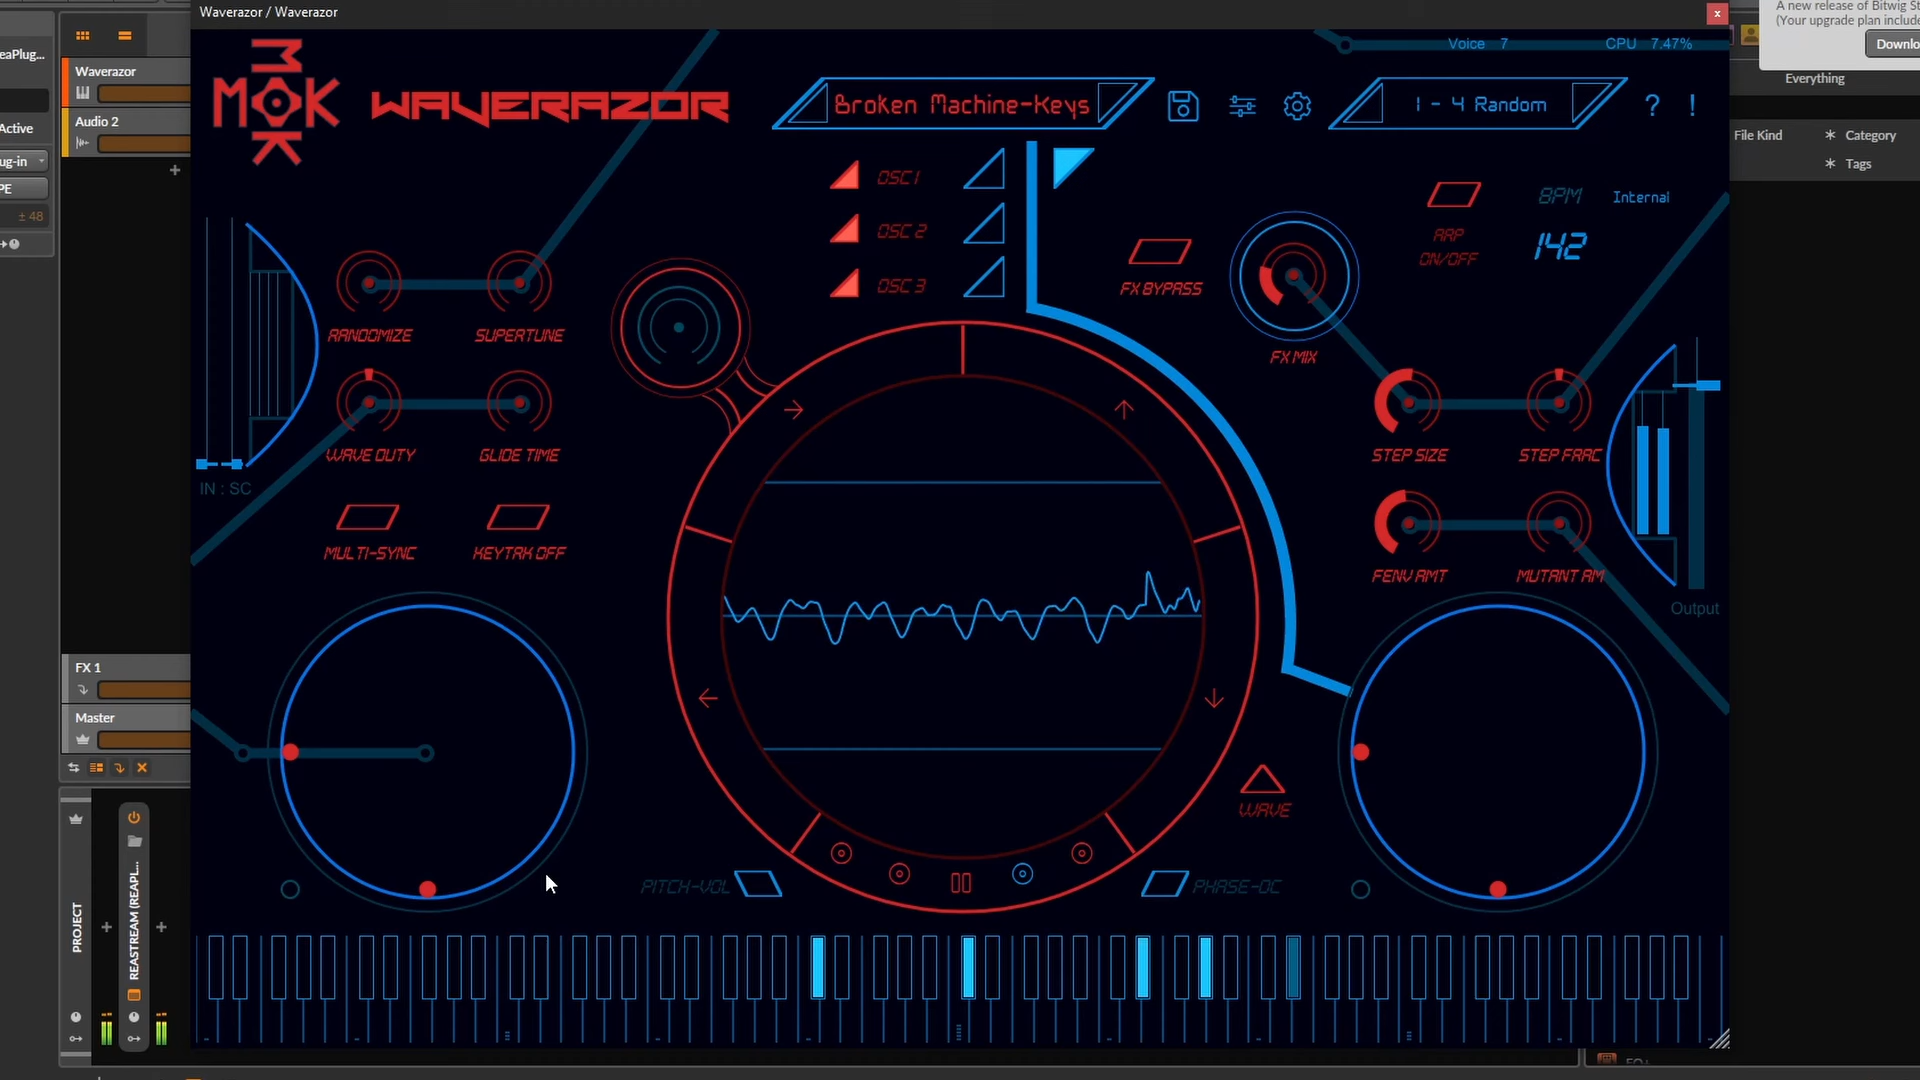 Waverazor / Waverazor
A new release of Bitwig St
(Your upgrade plan include
Downlo
eaPlug...
Voice 7
CPU 7.47%
Waverazor
MOK
WAVERAZOR
Broken Machine-Keys
1 - 4 Random
? !
Everything
Active
Audio 2
File Kind
* Category
* Tags
ug-in
PE
± 48
OSC 1
OSC 2
OSC 3
BPM
Internal
142
ARP
ON/OFF
FX BYPASS
RANDOMIZE
SUPERTUNE
FX MIX
WAVE DUTY
GLIDE TIME
STEP SIZE
STEP FRAC
IN : SC
MULTI-SYNC
KEYTRK OFF
FENV AMT
MUTANT AM
Output
FX 1
Master
WAVE
PITCH-VOL
PHASE-OC
PROJECT
REASTREAM (REAPL...